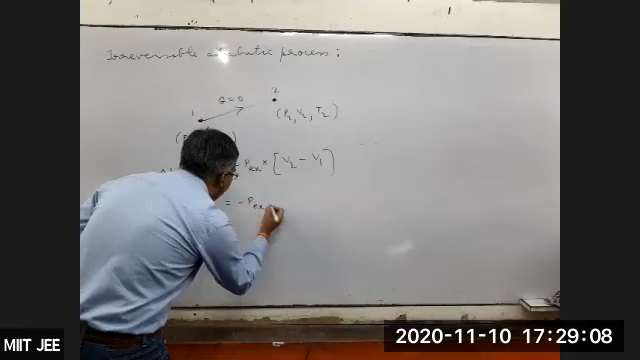 Irreversible adiabatic process :
2
Q = 0
1
(P₂, V₂, T₂)
- Pex × [V₂ - V₁]
= - Pex
MIIT JEE
2020-11-10 17:29:08